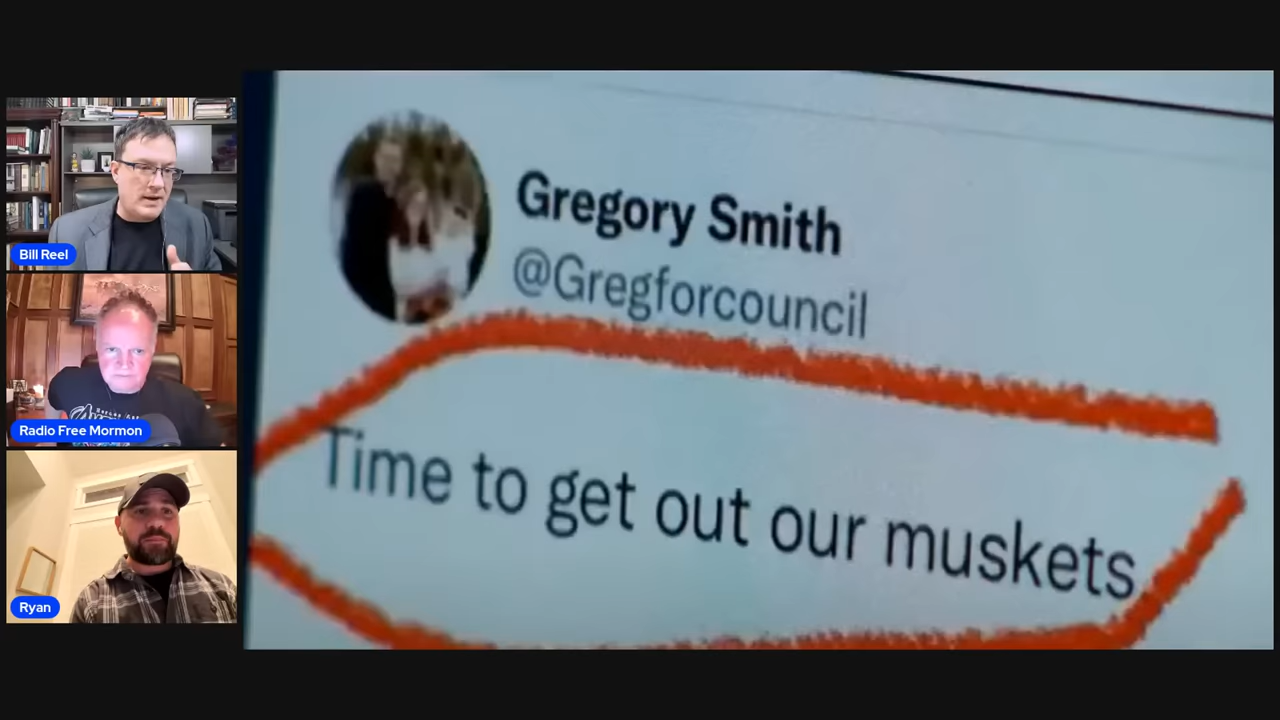 Bill Reel
Radio Free Mormon
Ryan
Gregory Smith
@Gregforcouncil
Time to get out our muskets